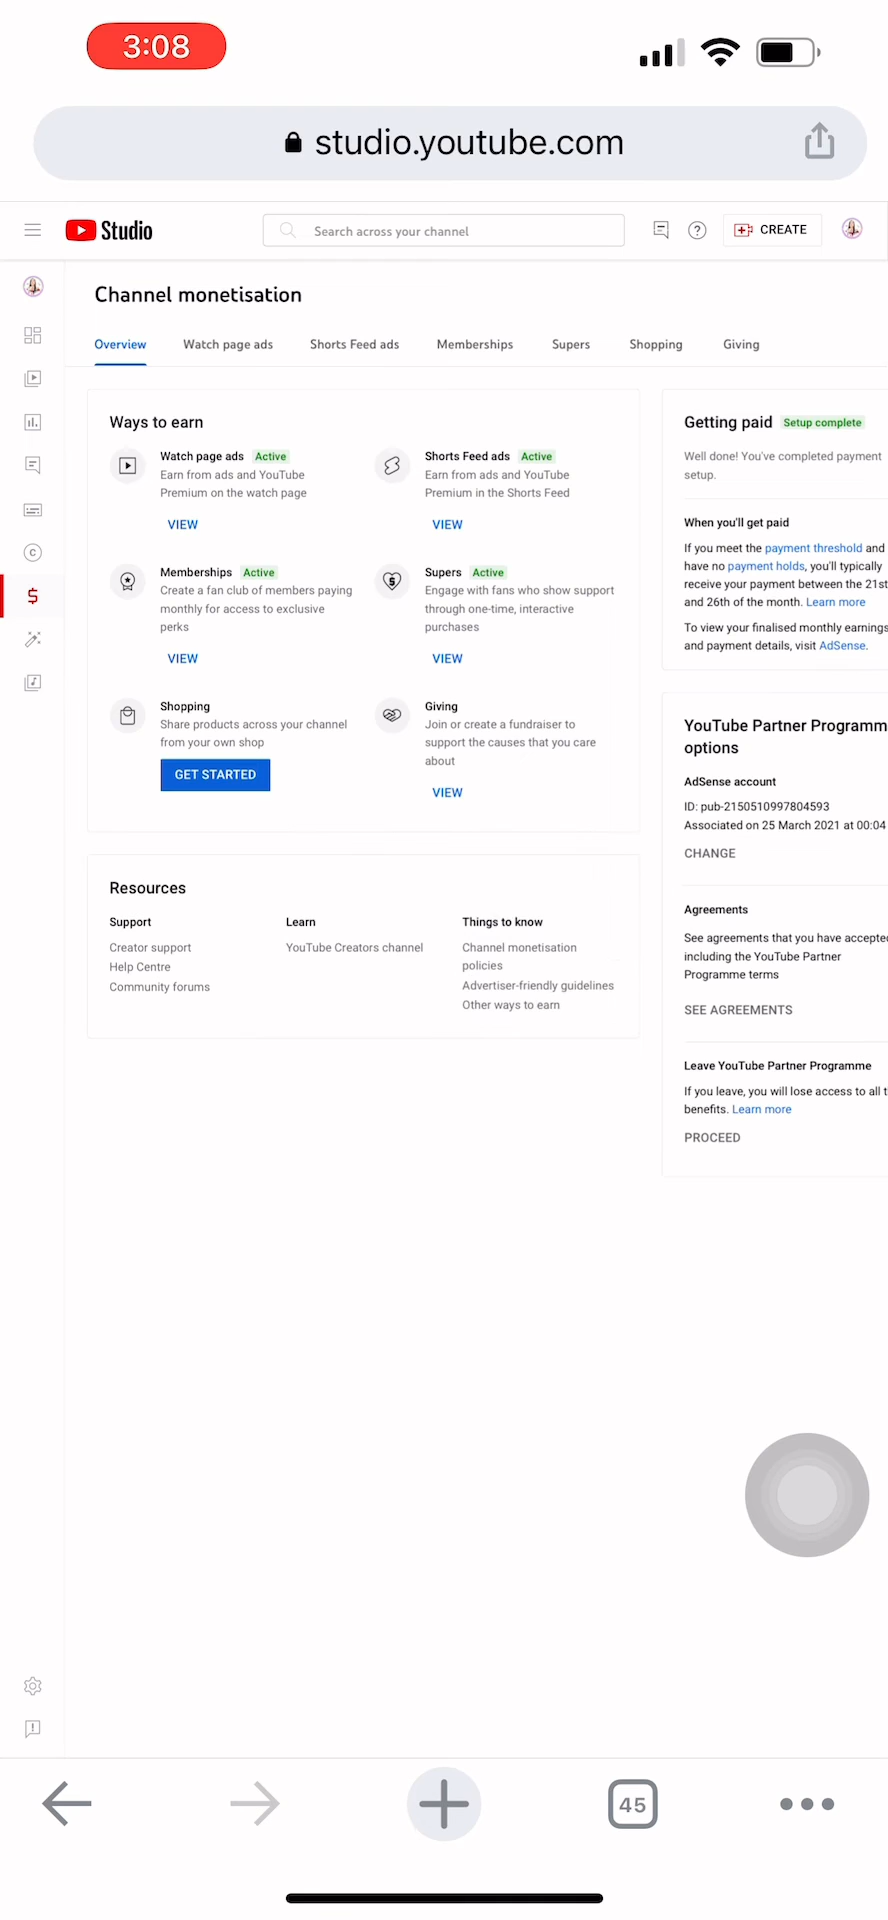 3:08
studio.youtube.com
Studio
Search across your channel
CREATE
Channel monetisation
Overview
Watch page ads
Shorts Feed ads
Memberships
Supers
Shopping
Giving
Ways to earn
Watch page ads Active
Earn from ads and YouTube
Premium on the watch page
VIEW
Shorts Feed ads Active
Earn from ads and YouTube
Premium in the Shorts Feed
VIEW
Memberships Active
Create a fan club of members paying
monthly for access to exclusive
perks
VIEW
Supers Active
Engage with fans who show support
through one-time, interactive
purchases
VIEW
Shopping
Share products across your channel
from your own shop
GET STARTED
Giving
Join or create a fundraiser to
support the causes that you care
about
VIEW
Resources
Support
Creator support
Help Centre
Community forums
Learn
YouTube Creators channel
Things to know
Channel monetisation
policies
Advertiser-friendly guidelines
Other ways to earn
Getting paid Setup complete
Well done! You've completed payment
setup.
When you'll get paid
If you meet the payment threshold and
have no payment holds, you'll typically
receive your payment between the 21st
and 26th of the month. Learn more
To view your finalised monthly earnings
and payment details, visit AdSense.
YouTube Partner Programm
options
AdSense account
ID: pub-2150510997804593
Associated on 25 March 2021 at 00:04
CHANGE
Agreements
See agreements that you have accepted
including the YouTube Partner
Programme terms
SEE AGREEMENTS
Leave YouTube Partner Programme
If you leave, you will lose access to all t
benefits. Learn more
PROCEED
45